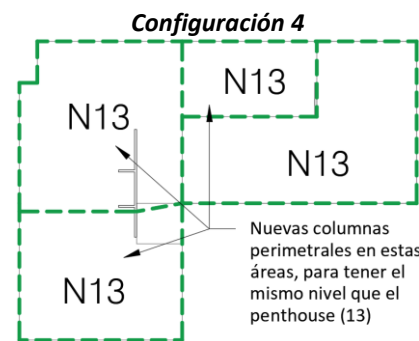 Configuración 4
N13
N13
N13
N13
Nuevas columnas
perimetrales en estas
áreas, para tener el
mismo nivel que el
penthouse (13)